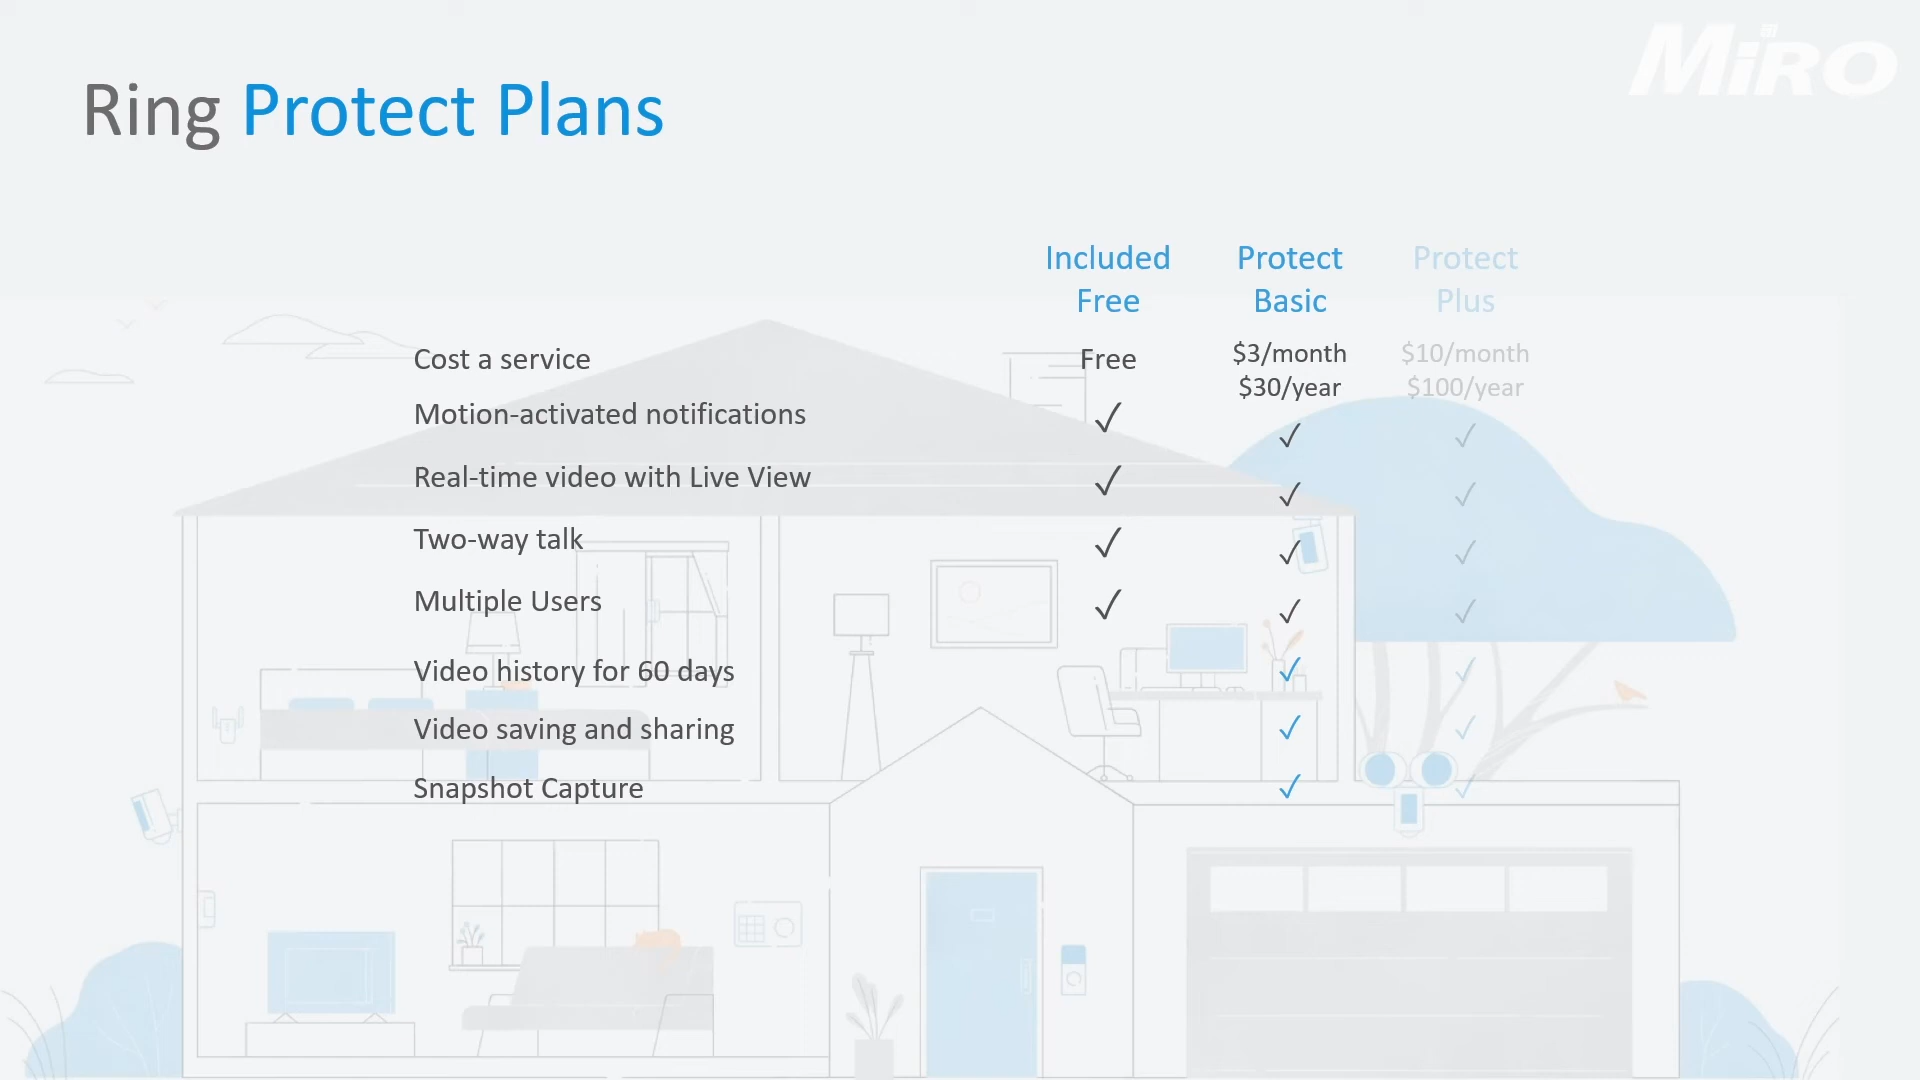 MiRO
Ring Protect Plans
Included Free
Protect Basic
Protect Plus
Cost a service Free $3/month $30/year $10/month $100/year
Motion-activated notifications ✓ ✓ ✓
Real-time video with Live View ✓ ✓ ✓
Two-way talk ✓ ✓ ✓
Multiple Users ✓ ✓ ✓
Video history for 60 days ✓ ✓
Video saving and sharing ✓ ✓
Snapshot Capture ✓ ✓